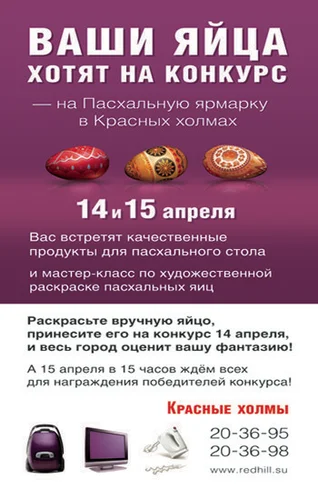 ВАШИ ЯЙЦА
ХОТЯТ НА КОНКУРС
— на Пасхальную ярмарку
в Красных холмах
14 и 15 апреля
Вас встретят качественные
продукты для пасхального стола
и мастер-класс по художественной
раскраске пасхальных яиц
Раскрасьте вручную яйцо,
принесите его на конкурс 14 апреля,
и весь город оценит вашу фантазию!
А 15 апреля в 15 часов ждём всех
для награждения победителей конкурса!
Красные холмы
20-36-95
20-36-98
www.redhill.su